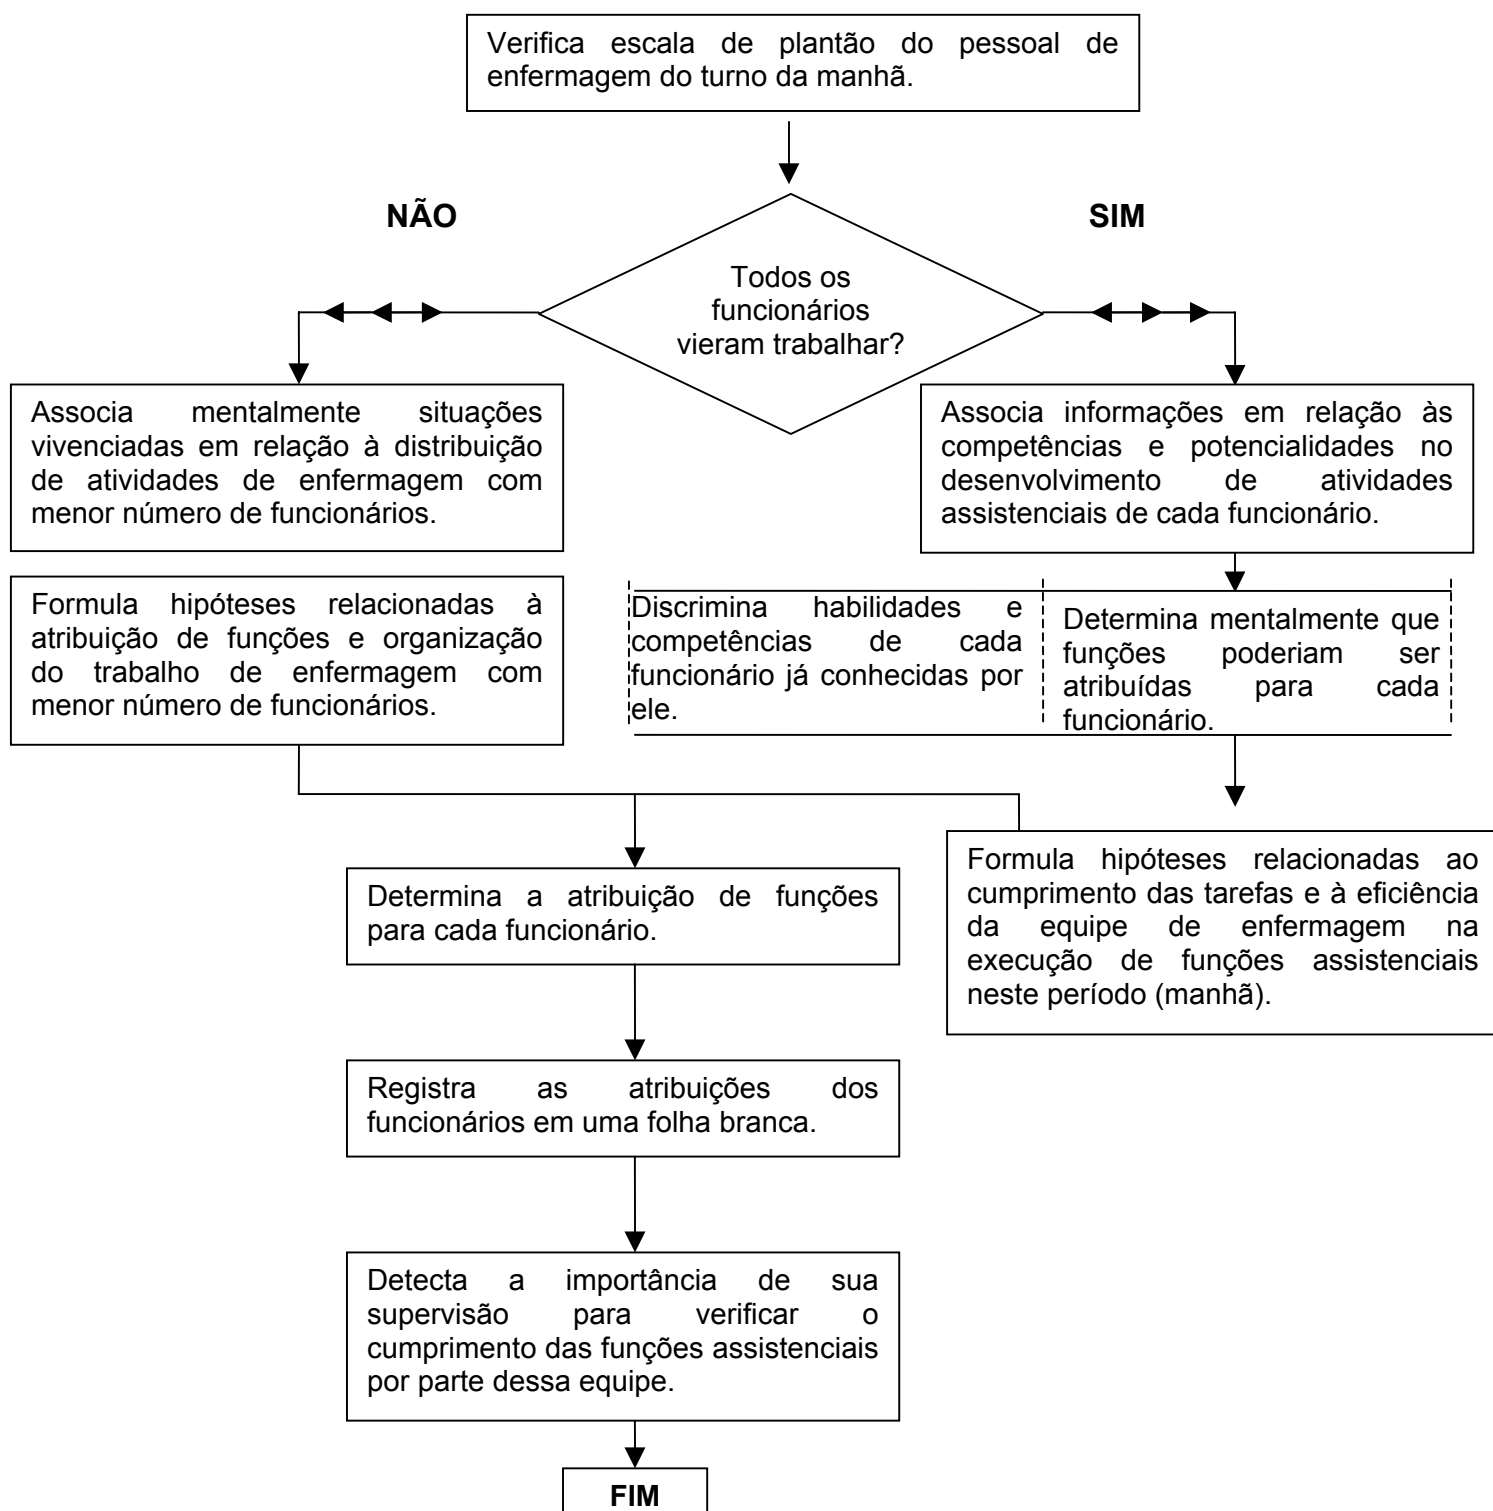 Verifica escala de plantão do pessoal de
enfermagem do turno da manhã.
NÃO
SIM
Todos os
funcionários
vieram trabalhar?
Associa mentalmente situações
vivenciadas em relação à distribuição
de atividades de enfermagem com
menor número de funcionários.
Associa informações em relação às
competências e potencialidades no
desenvolvimento de atividades
assistenciais de cada funcionário.
Formula hipóteses relacionadas à
atribuição de funções e organização
do trabalho de enfermagem com
menor número de funcionários.
Discrimina habilidades e
competências de cada
funcionário já conhecidas por
ele.
Determina mentalmente que
funções poderiam ser
atribuídas para cada
funcionário.
Formula hipóteses relacionadas ao
cumprimento das tarefas e à eficiência
da equipe de enfermagem na
execução de funções assistenciais
neste período (manhã).
Determina a atribuição de funções
para cada funcionário.
Registra as atribuições dos
funcionários em uma folha branca.
Detecta a importância de sua
supervisão para verificar o
cumprimento das funções assistenciais
por parte dessa equipe.
FIM